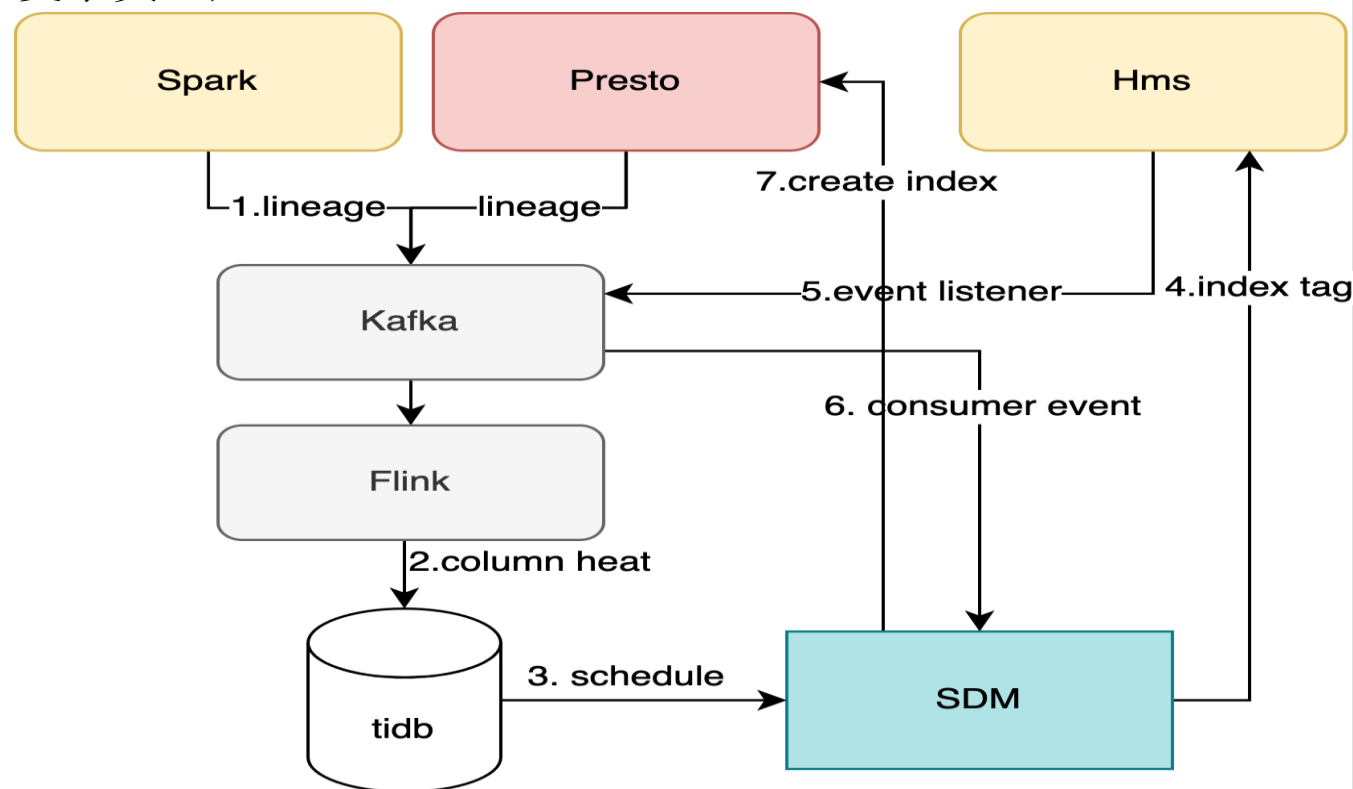 Spark
Presto
Hms
7.create index
1.lineage
lineage
5.event listener
4.index tag
Kafka
6. consumer event
Flink
2.column heat
3. schedule
SDM
tidb